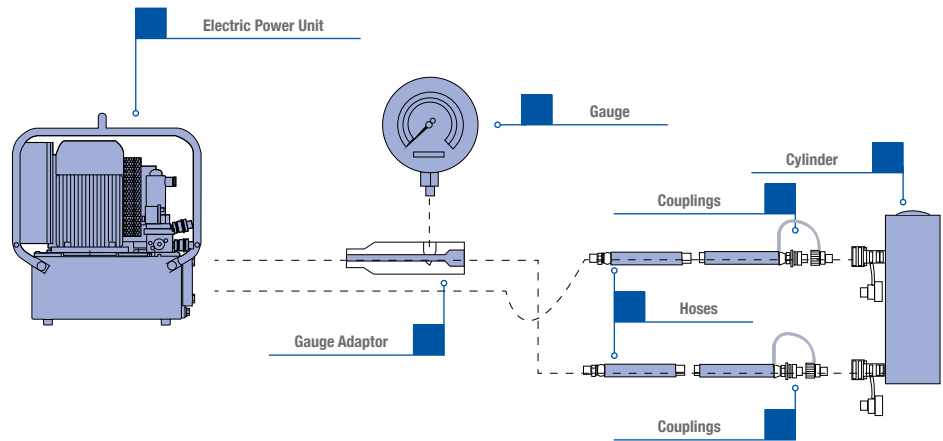 Electric Power Unit
Gauge
Cylinder
Couplings
Hoses
Gauge Adaptor
Couplings